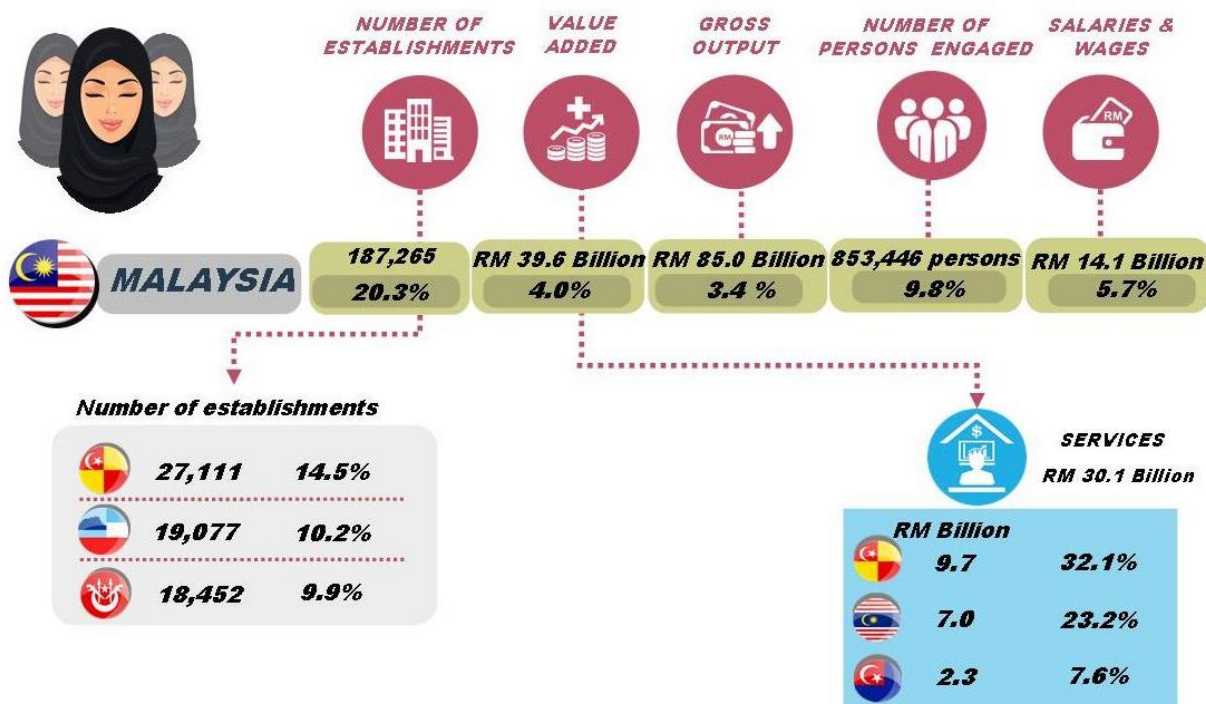 NUMBER OF
ESTABLISHMENTS
VALUE
ADDED
GROSS
OUTPUT
NUMBER OF
PERSONS ENGAGED
SALARIES &
WAGES
RM
RM
MALAYSIA
187,265
20.3%
RM 39.6 Billion
4.0%
RM 85.0 Billion
3.4 %
853,446 persons
9.8%
RM 14.1 Billion
5.7%
Number of establishments
27,111 14.5%
19,077 10.2%
18,452 9.9%
$
SERVICES
RM 30.1 Billion
RM Billion
9.7 32.1%
7.0 23.2%
2.3 7.6%